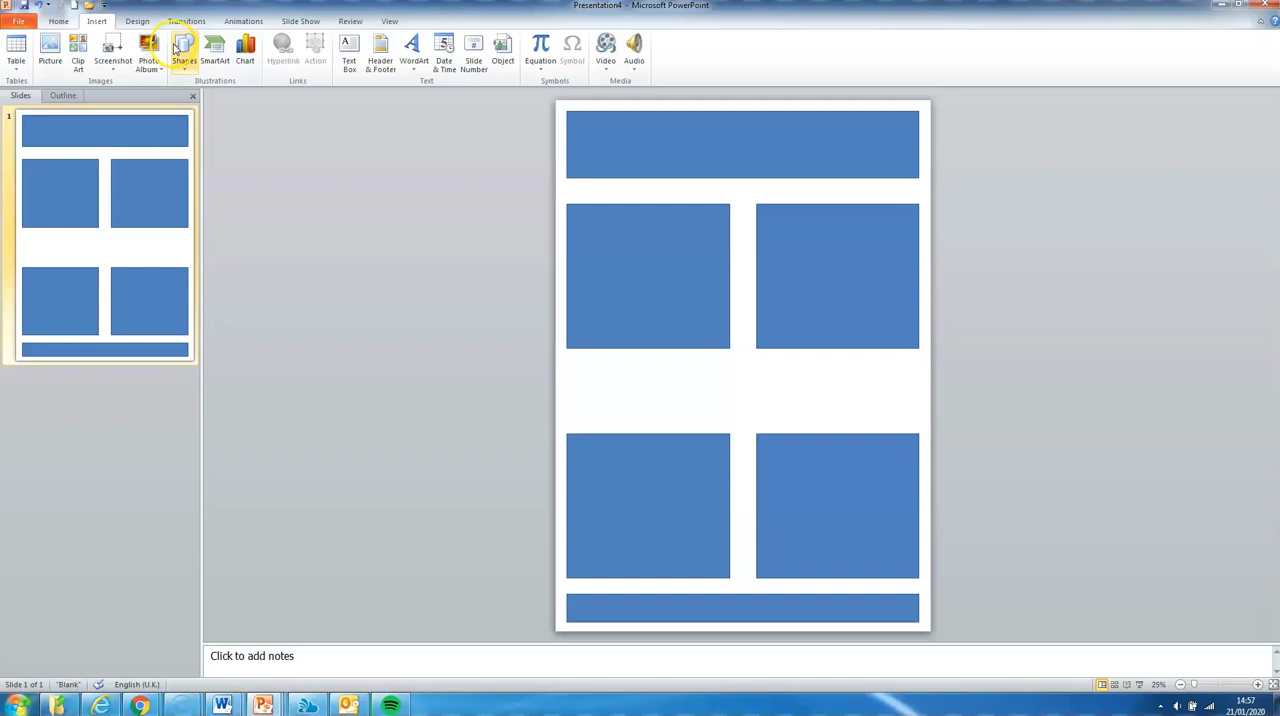 Presentation4 - Microsoft PowerPoint
File Home Insert Design Transitions Animations Slide Show Review View
Table Picture Clip Art Screenshot Photo Album Shapes SmartArt Chart Hyperlink Action Text Box Header & Footer WordArt Date & Time Slide Number Object Equation Symbol Video Audio
Tables Images Illustrations Links Text Symbols Media
Slides Outline
1
Click to add notes
Slide 1 of 1 "Blank" English (U.K.) 25%
14:57
21/01/2020